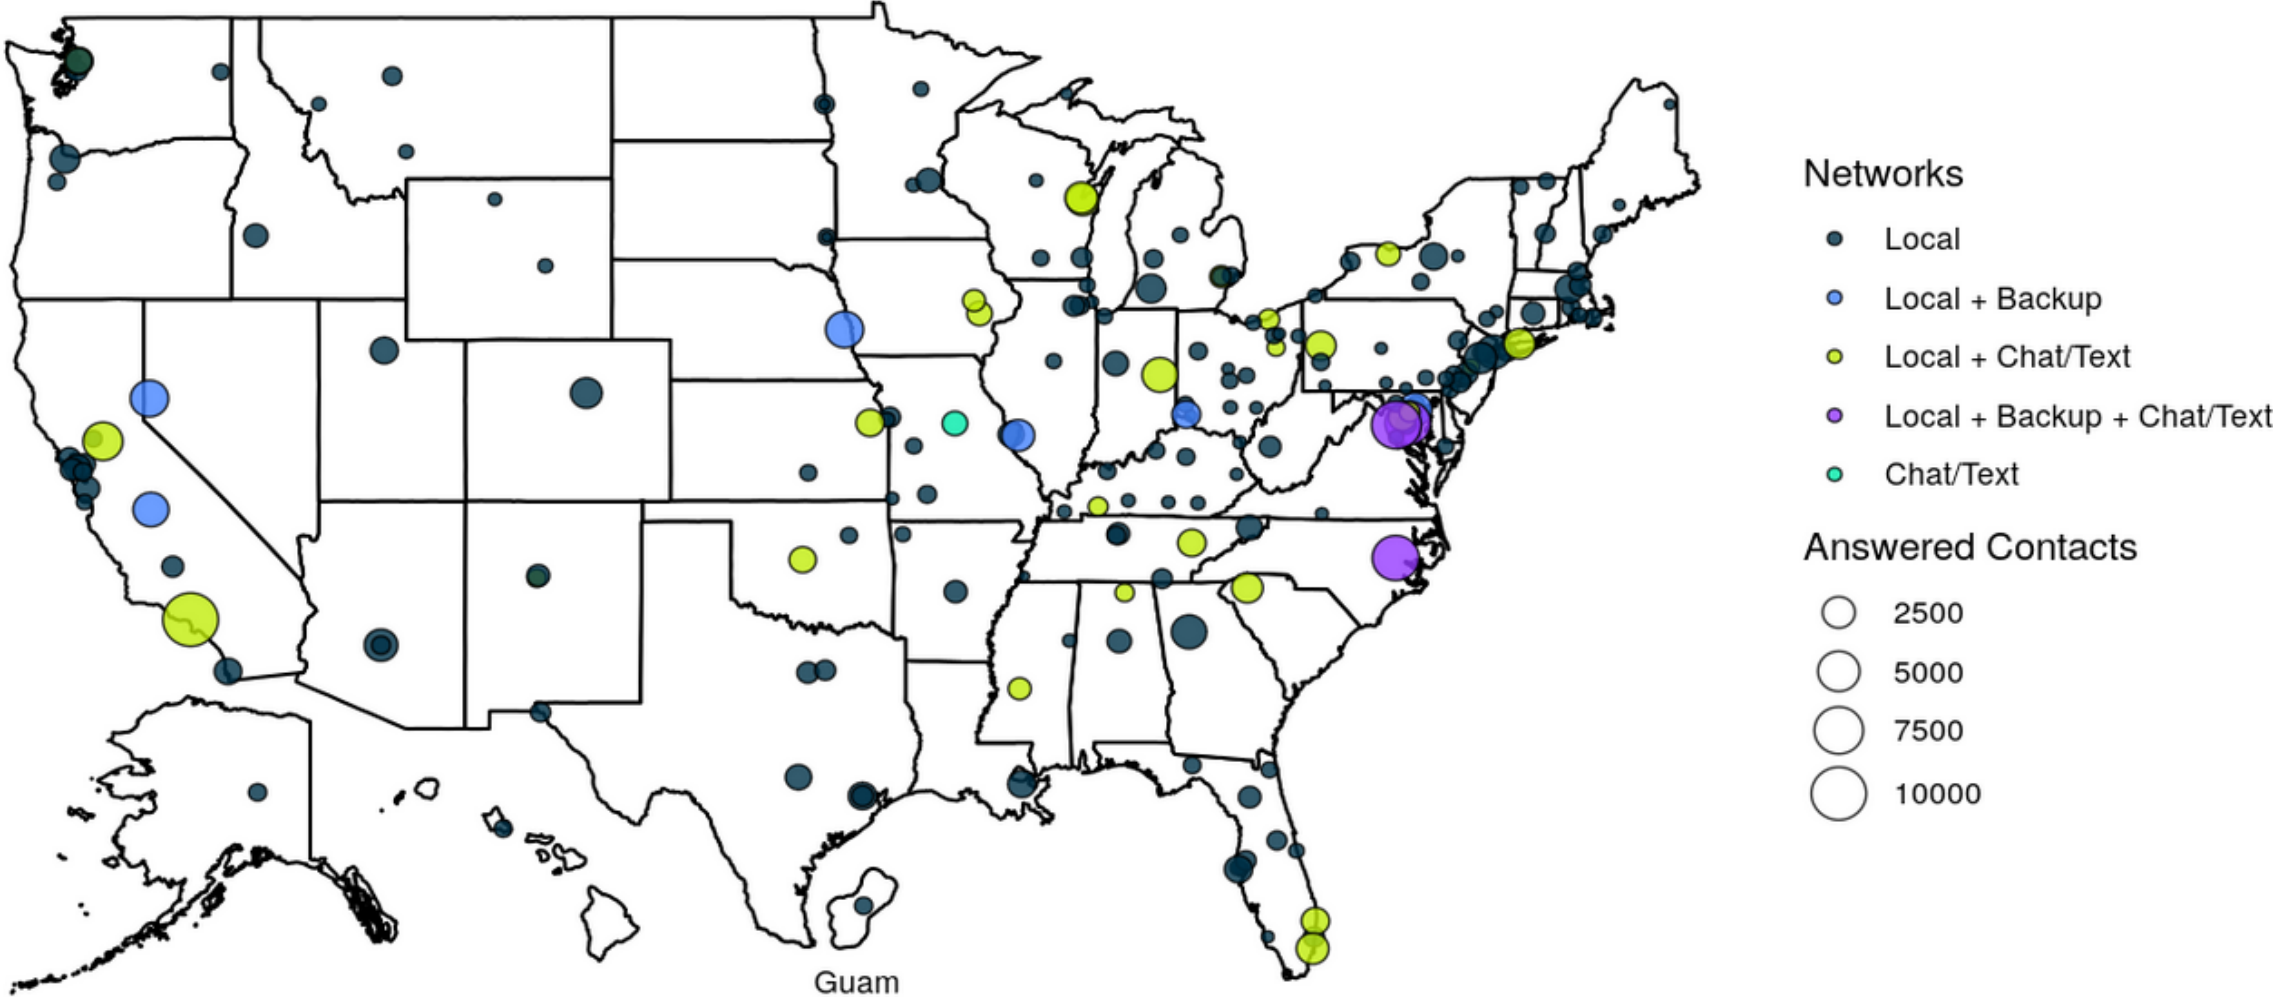 Networks
Local
Local + Backup
Local + Chat/Text
Local + Backup + Chat/Text
Chat/Text
Answered Contacts
2500
5000
7500
10000
Guam